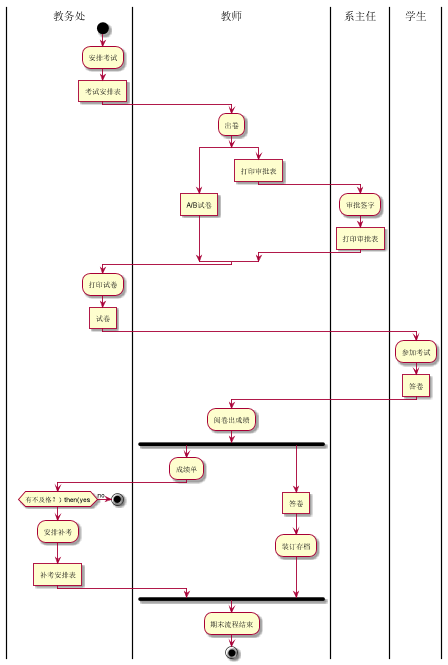 教务处 教师 系主任 学生
安排考试
考试安排表
出卷
打印审批表
A/B试卷
审批签字
打印审批表
打印试卷
试卷
参加考试
答卷
阅卷出成绩
成绩单
有不及格？) then(yes no
答卷
安排补考
装订存档
补考安排表
期末流程结束